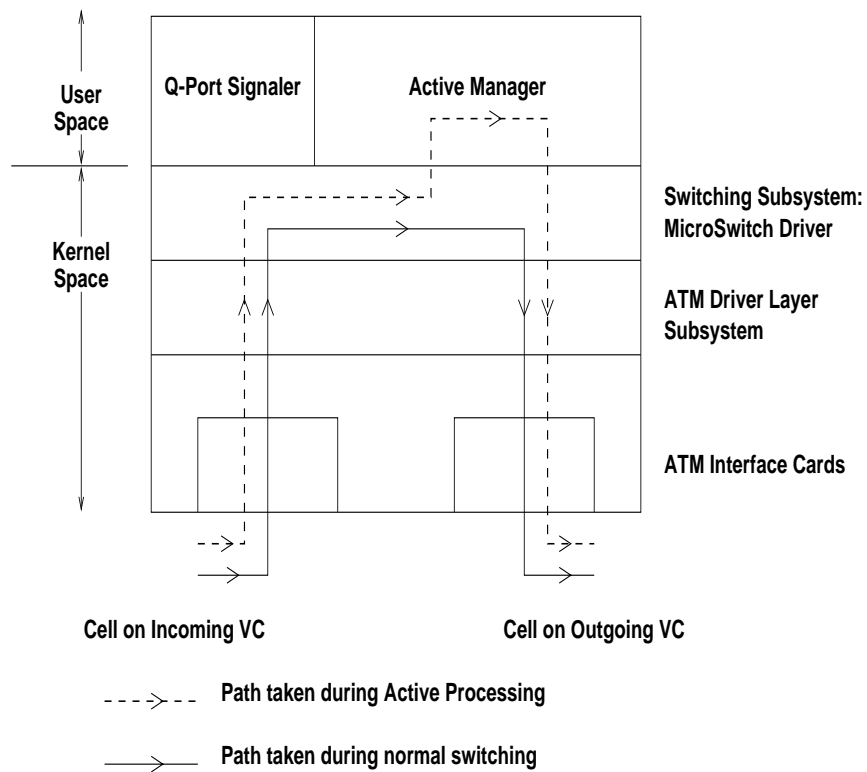 Q-Port Signaler
Active Manager
User
Space
Kernel
Space
Switching Subsystem:
MicroSwitch Driver
ATM Driver Layer
Subsystem
ATM Interface Cards
Cell on Incoming VC
Cell on Outgoing VC
Path taken during Active Processing
Path taken during normal switching